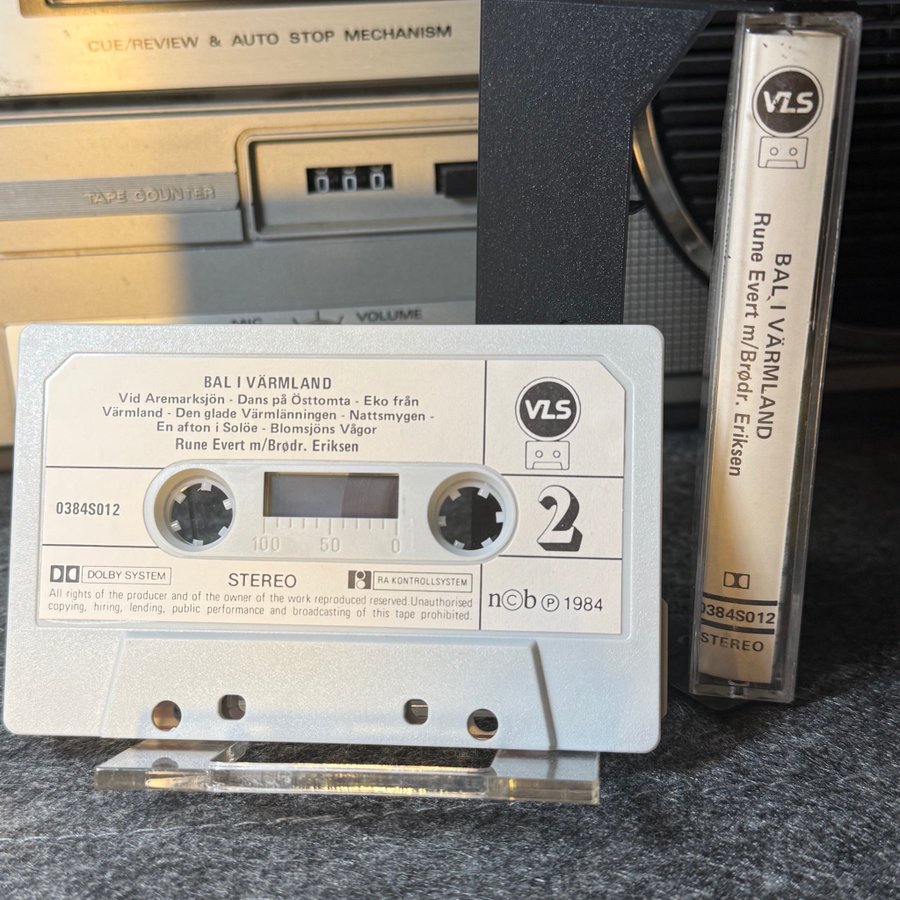 CUE/REVIEW & AUTO STOP MECHANISM
TAPE COUNTER
000
MIC
VOLUME
BAL I VÄRMLAND
Vid Aremarksjön - Dans på Östtomta - Eko från
Värmland - Den glade Värmlänningen - Nattsmygen -
En afton i Solöe - Blomsjöns Vågor
Rune Evert m/Brødr. Eriksen
VLS
0384S012
100 50 0
2
DOLBY SYSTEM
STEREO
RA KONTROLLSYSTEM
All rights of the producer and of the owner of the work reproduced reserved. Unauthorised
copying, hiring, lending, public performance and broadcasting of this tape prohibited.
n©b ℗ 1984
VLS
BAL I VÄRMLAND
Rune Evert m/Brødr. Eriksen
0384S012
STEREO